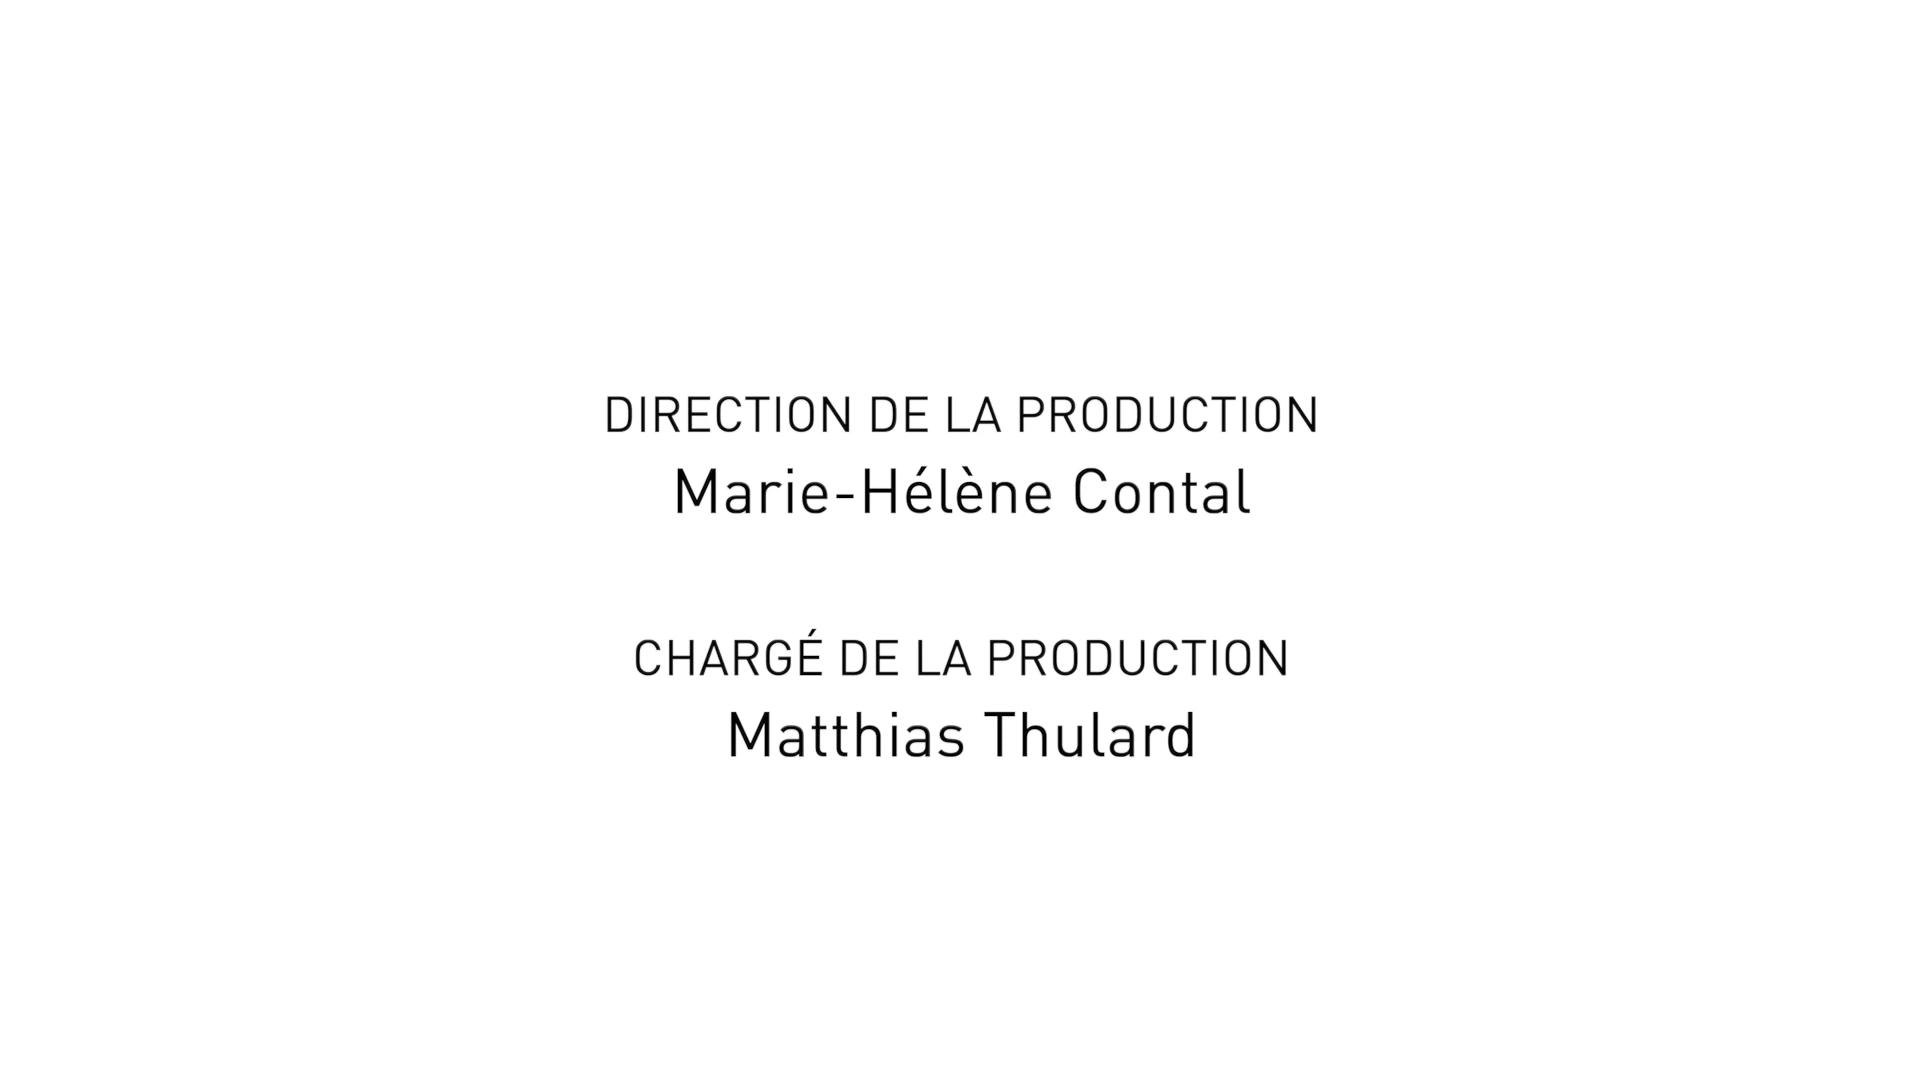 DIRECTION DE LA PRODUCTION
Marie-Hélène Contal
CHARGÉ DE LA PRODUCTION
Matthias Thulard